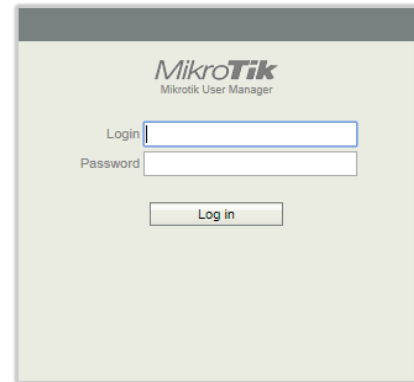 MikroTik
Mikrotik User Manager
Login
Password
Log in